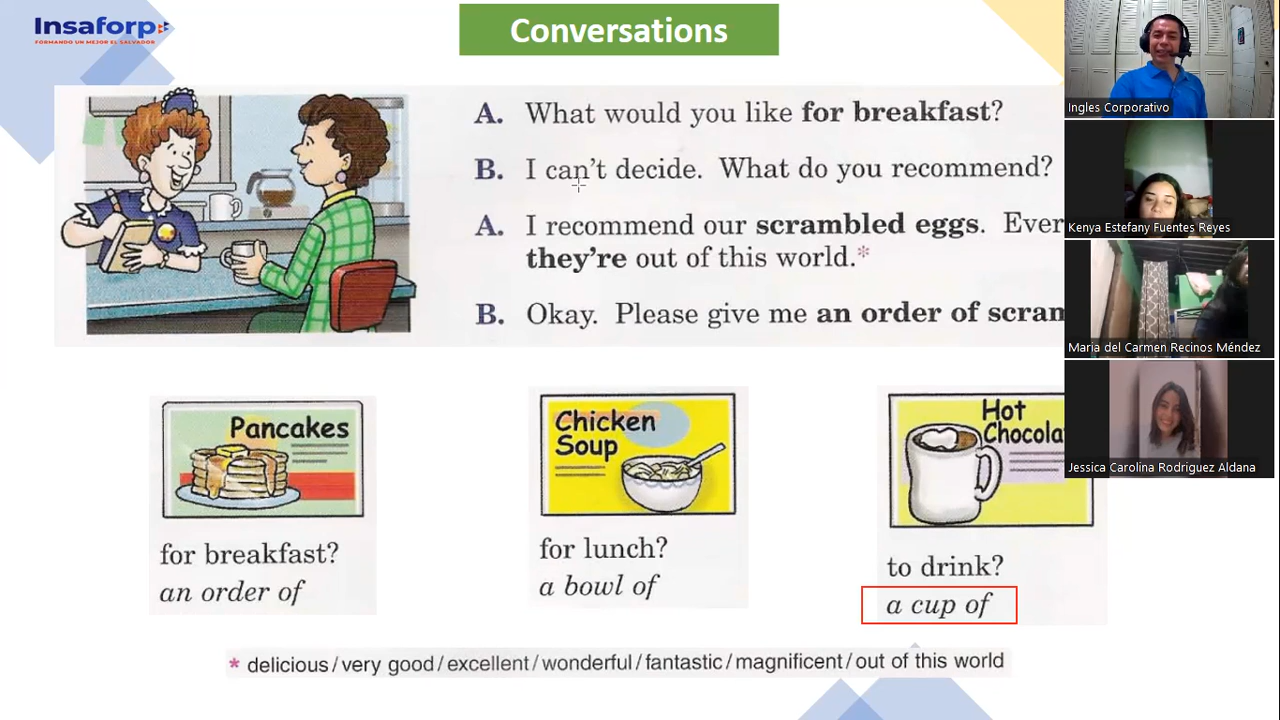 Insaforp
FORMANDO UN MEJOR EL SALVADOR
Conversations
A. What would you like for breakfast?
B. I can't decide. What do you recommend?
A. I recommend our scrambled eggs. Ever
they're out of this world.*
B. Okay. Please give me an order of scram
Pancakes
for breakfast?
an order of
Chicken
Soup
for lunch?
a bowl of
Hot
Chocola
to drink?
a cup of
* delicious/very good/excellent/wonderful/fantastic/magnificent/out of this world
Ingles Corporativo
Kenya Estefany Fuentes Reyes
Maria del Carmen Recinos Méndez
Jessica Carolina Rodriguez Aldana